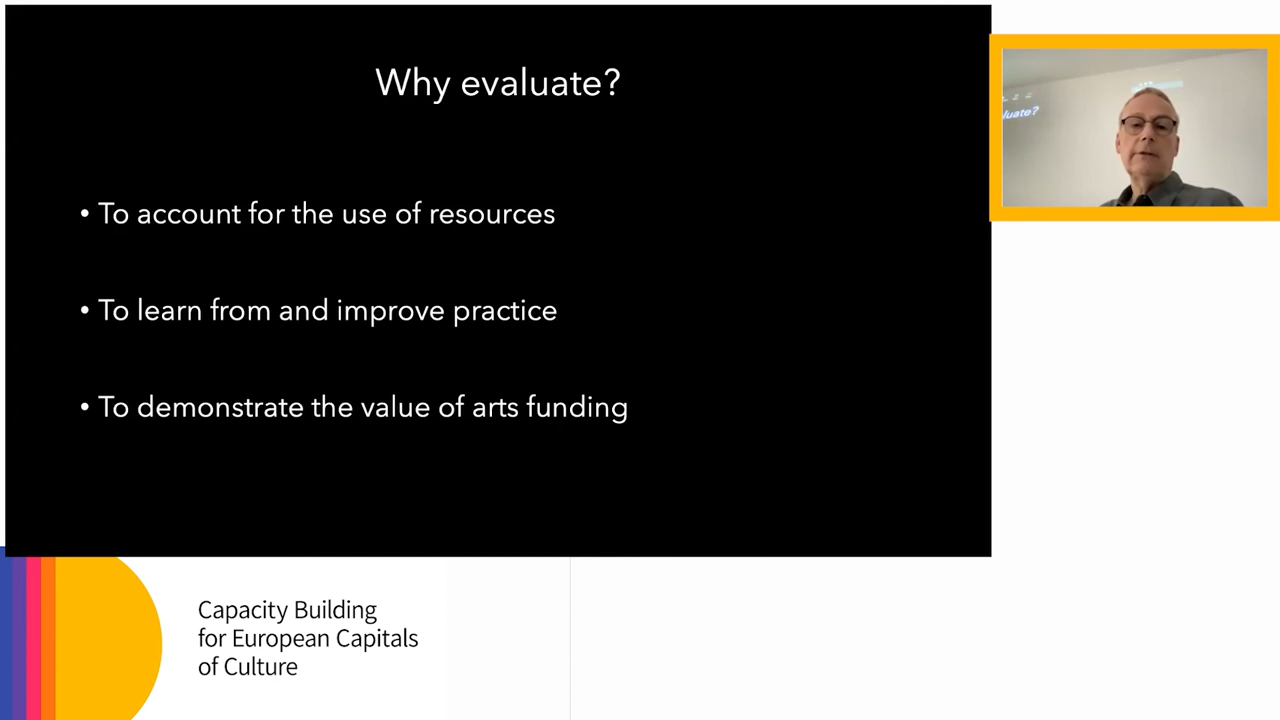 Why evaluate?
• To account for the use of resources
• To learn from and improve practice
• To demonstrate the value of arts funding
luate?
Capacity Building
for European Capitals
of Culture